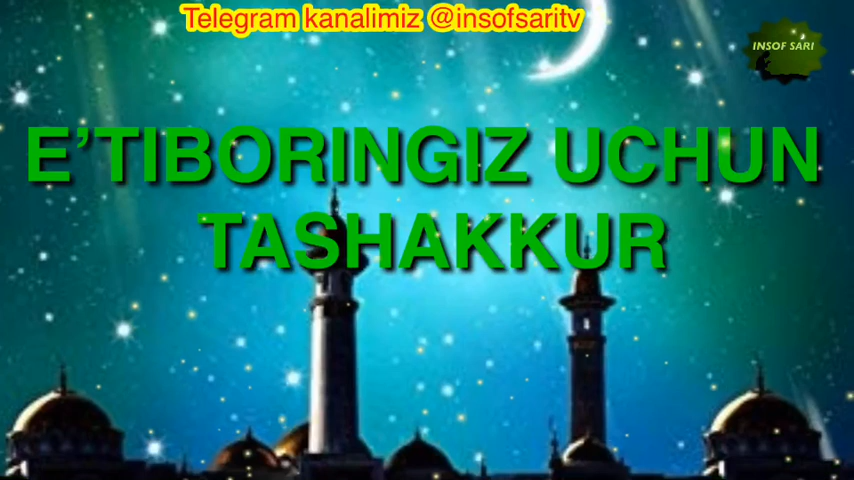 Telegram kanalimiz @insofsaritv
INSOF SARI
E’TIBORINGIZ UCHUN
TASHAKKUR